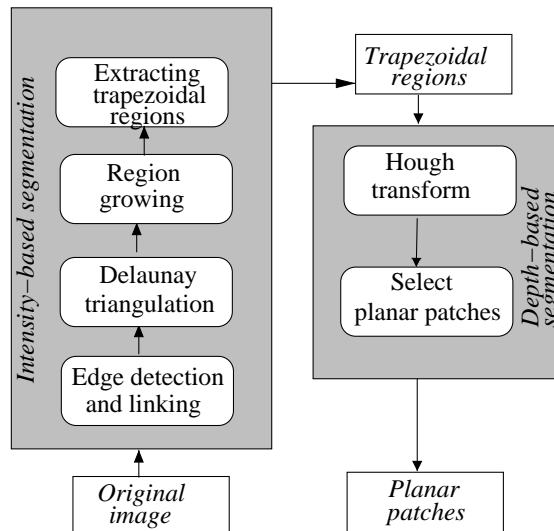 Intensity−based segmentation
Extracting
trapezoidal
regions
Region
growing
Delaunay
triangulation
Edge detection
and linking
Original
image
Trapezoidal
regions
Hough
transform
Select
planar patches
Depth−based
segmentation
Planar
patches